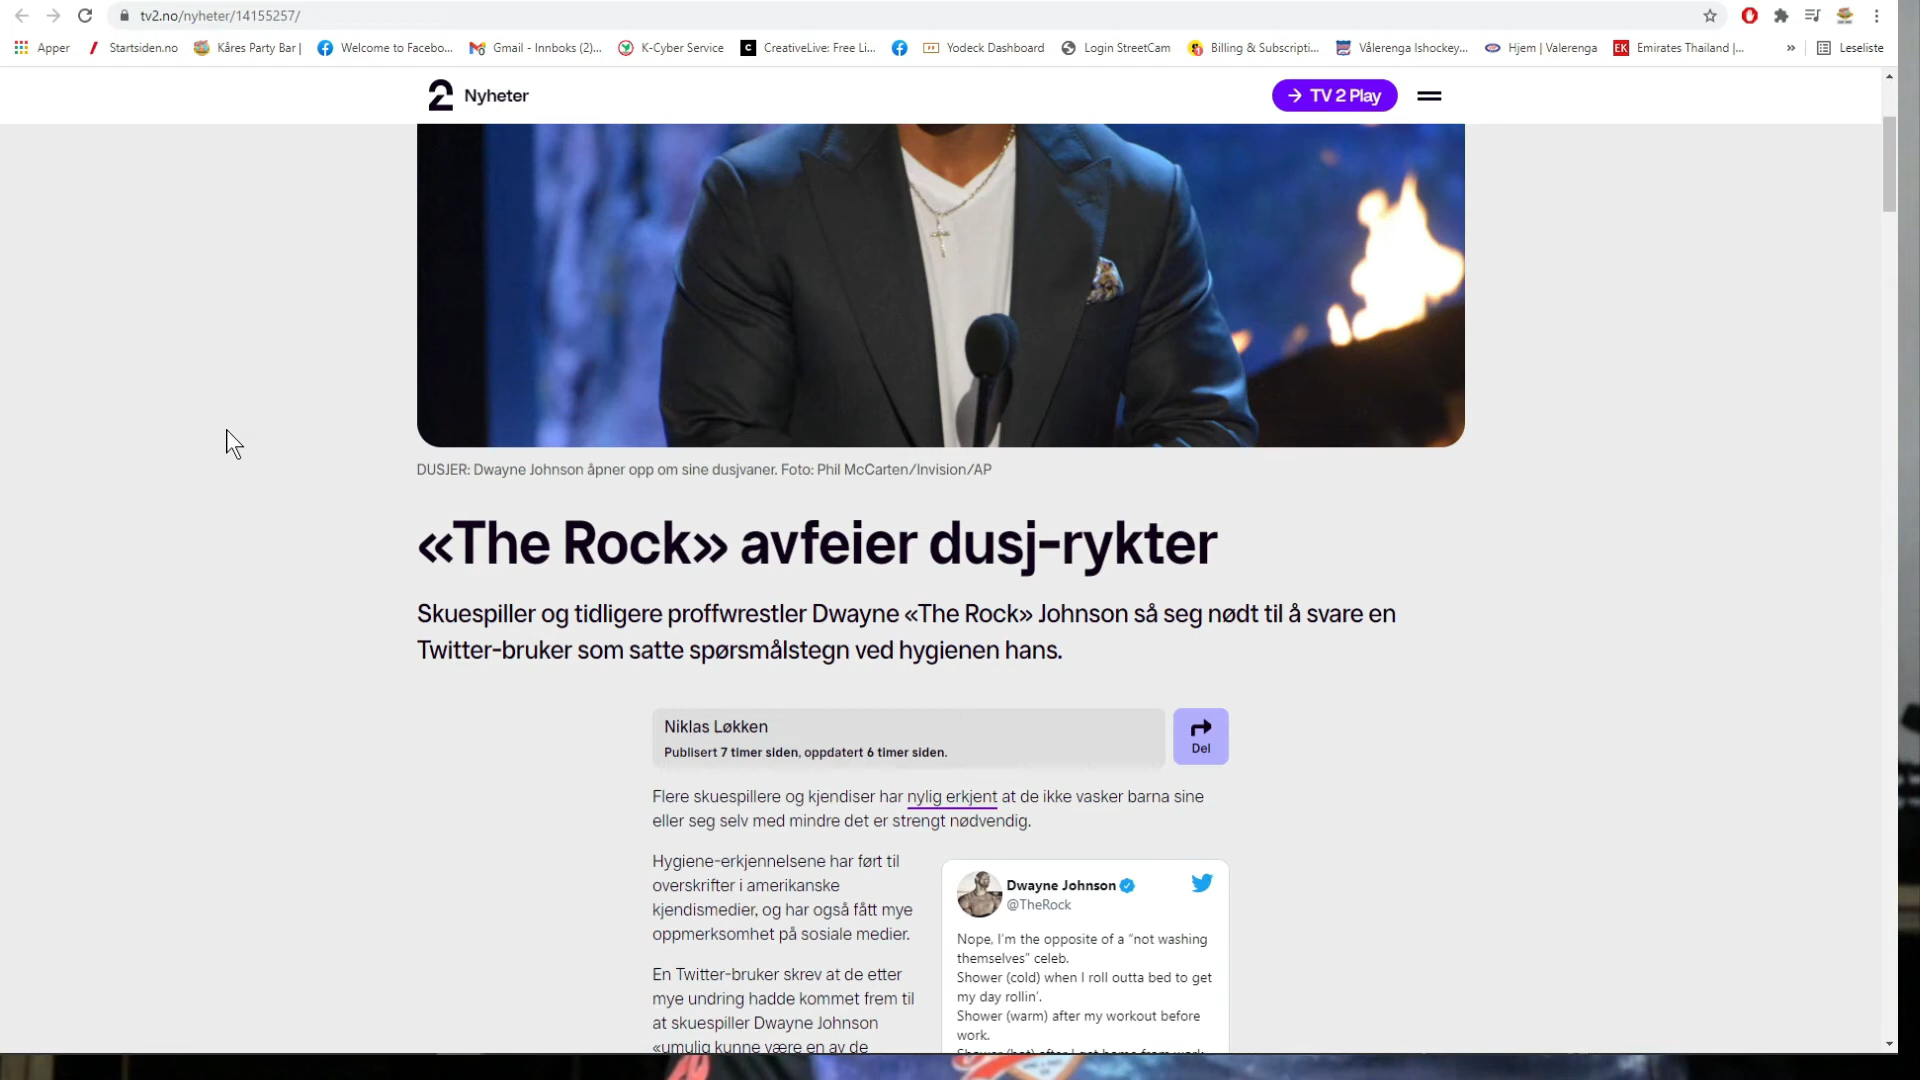 tv2.no/nyheter/14155257/
Apper
Startsiden.no
Kåres Party Bar |
Welcome to Facebo...
Gmail - Innboks (2)...
K-Cyber Service
CreativeLive: Free Li...
Yodeck Dashboard
Login StreetCam
Billing & Subscripti...
Vålerenga Ishockey...
Hjem | Valerenga
EK
Emirates Thailand |...
»
Leseliste
2 Nyheter
→ TV 2 Play
DUSJER: Dwayne Johnson åpner opp om sine dusjvaner. Foto: Phil McCarten/Invision/AP
«The Rock» avfeier dusj-rykter
Skuespiller og tidligere proffwrestler Dwayne «The Rock» Johnson så seg nødt til å svare en
Twitter-bruker som satte spørsmålstegn ved hygienen hans.
Niklas Løkken
Publisert 7 timer siden, oppdatert 6 timer siden.
Del
Flere skuespillere og kjendiser har nylig erkjent at de ikke vasker barna sine
eller seg selv med mindre det er strengt nødvendig.
Hygiene-erkjennelsene har ført til
overskrifter i amerikanske
kjendismedier, og har også fått mye
oppmerksomhet på sosiale medier.
En Twitter-bruker skrev at de etter
mye undring hadde kommet frem til
at skuespiller Dwayne Johnson
«umulig kunne være en av de
Dwayne Johnson
@TheRock
Nope, I'm the opposite of a “not washing
themselves” celeb.
Shower (cold) when I roll outta bed to get
my day rollin'.
Shower (warm) after my workout before
work.
Shower (hot) after I get home from work.